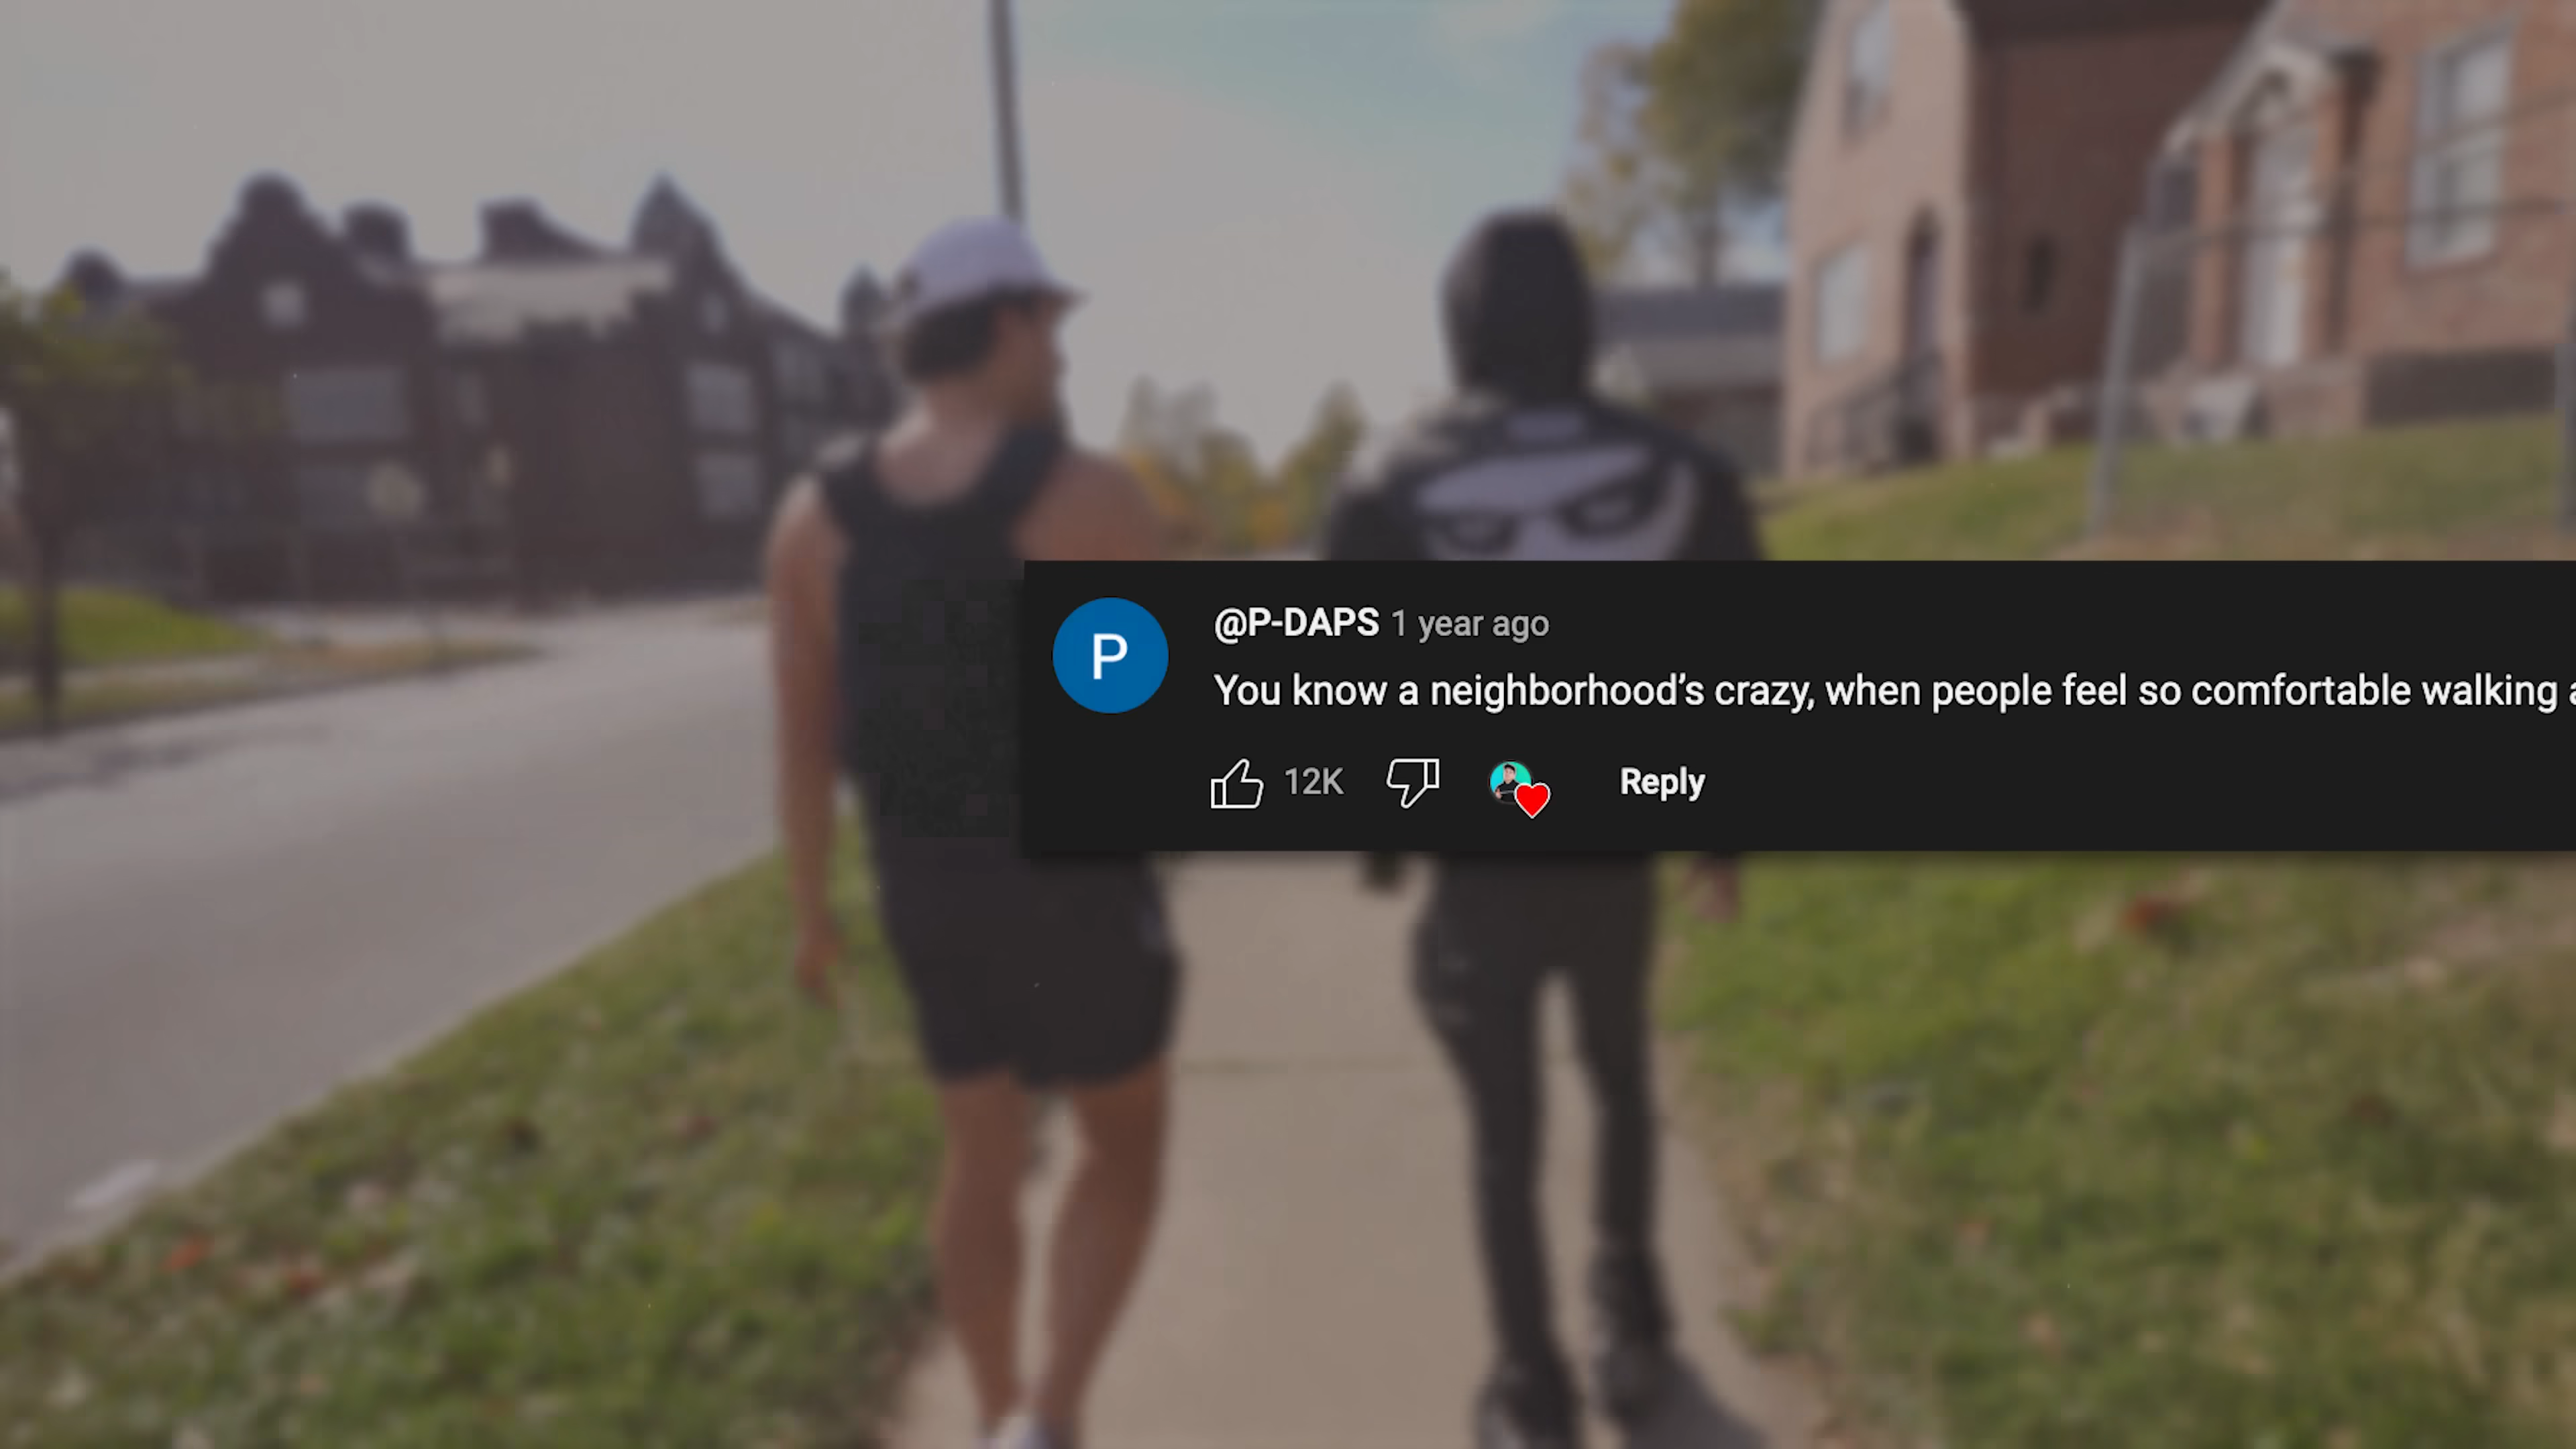 P
@P-DAPS 1 year ago
You know a neighborhood’s crazy, when people feel so comfortable walking
12K
Reply